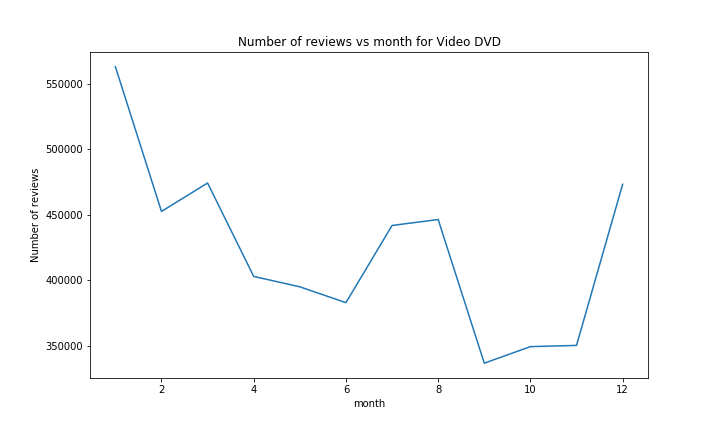 Number of reviews vs month for Video DVD
Number of reviews
550000
500000
450000
400000
350000
2 4 6 8 10 12
month